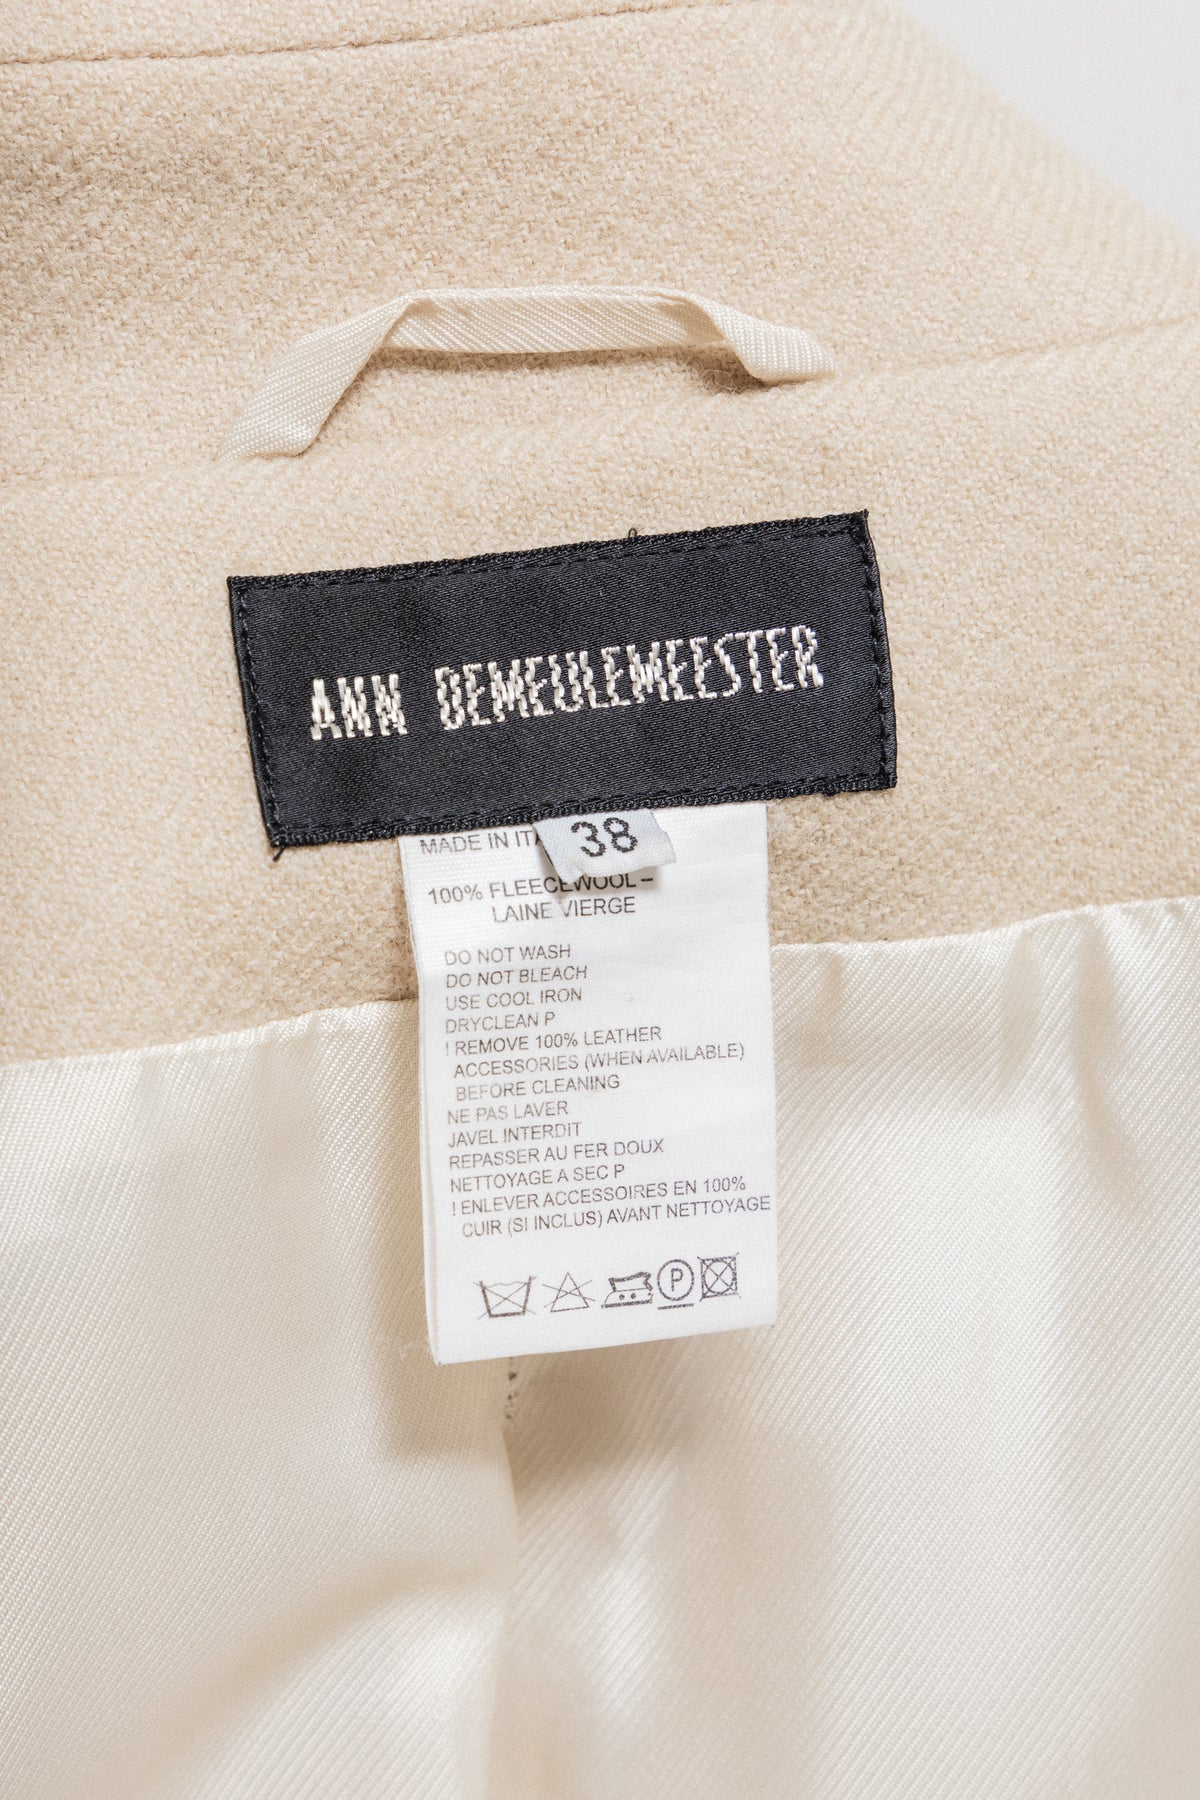 ANN DEMEULEMEESTER
38
MADE IN
100% FLEECEWOOL –
LAINE VIERGE
DO NOT WASH
DO NOT BLEACH
USE COOL IRON
DRYCLEAN P
! REMOVE 100% LEATHER
ACCESSORIES (WHEN AVAILABLE)
BEFORE CLEANING
NE PAS LAVER
JAVEL INTERDIT
REPASSER AU FER DOUX
NETTOYAGE A SEC P
! ENLEVER ACCESSOIRES EN 100%
CUIR (SI INCLUS) AVANT NETTOYAGE
P